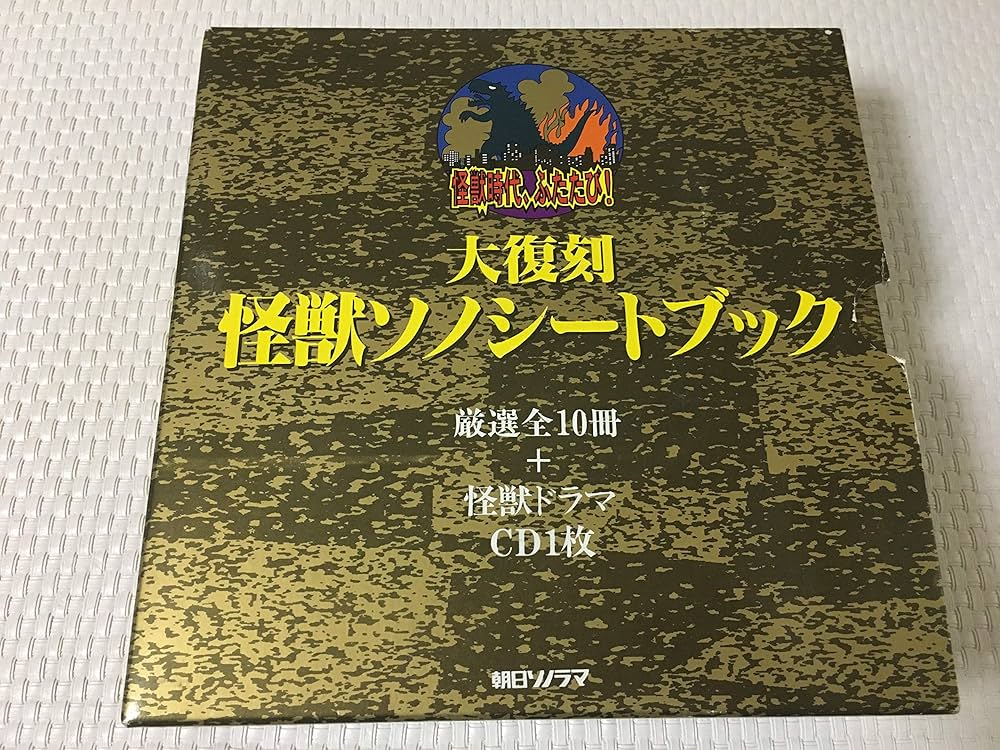 怪獣時代、ふたたび!
大復刻
怪獣ソノシートブック
厳選全10冊
+
怪獣ドラマ
CD1枚
朝日ソノラマ